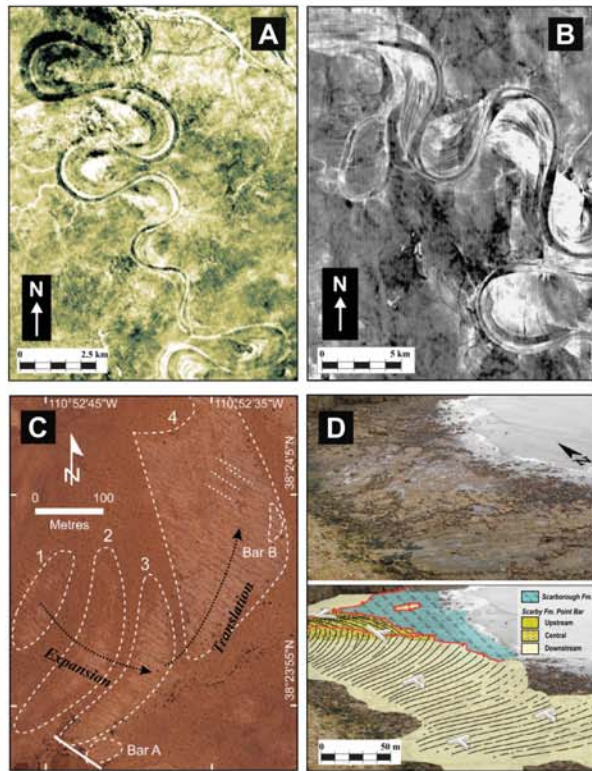 A
N
0 2.5 km
B
N
0 5 km
C
110°52'45"W 110°52'35"W
4
N
38°24'5"N
0 100
Metres
1 2 3
Bar B
Translation
Expansion
38°23'55"N
Bar A
D
N
Scarborough Fm.
Scarby Fm. Point Bar
Upstream
Central
Downstream
0 50 m